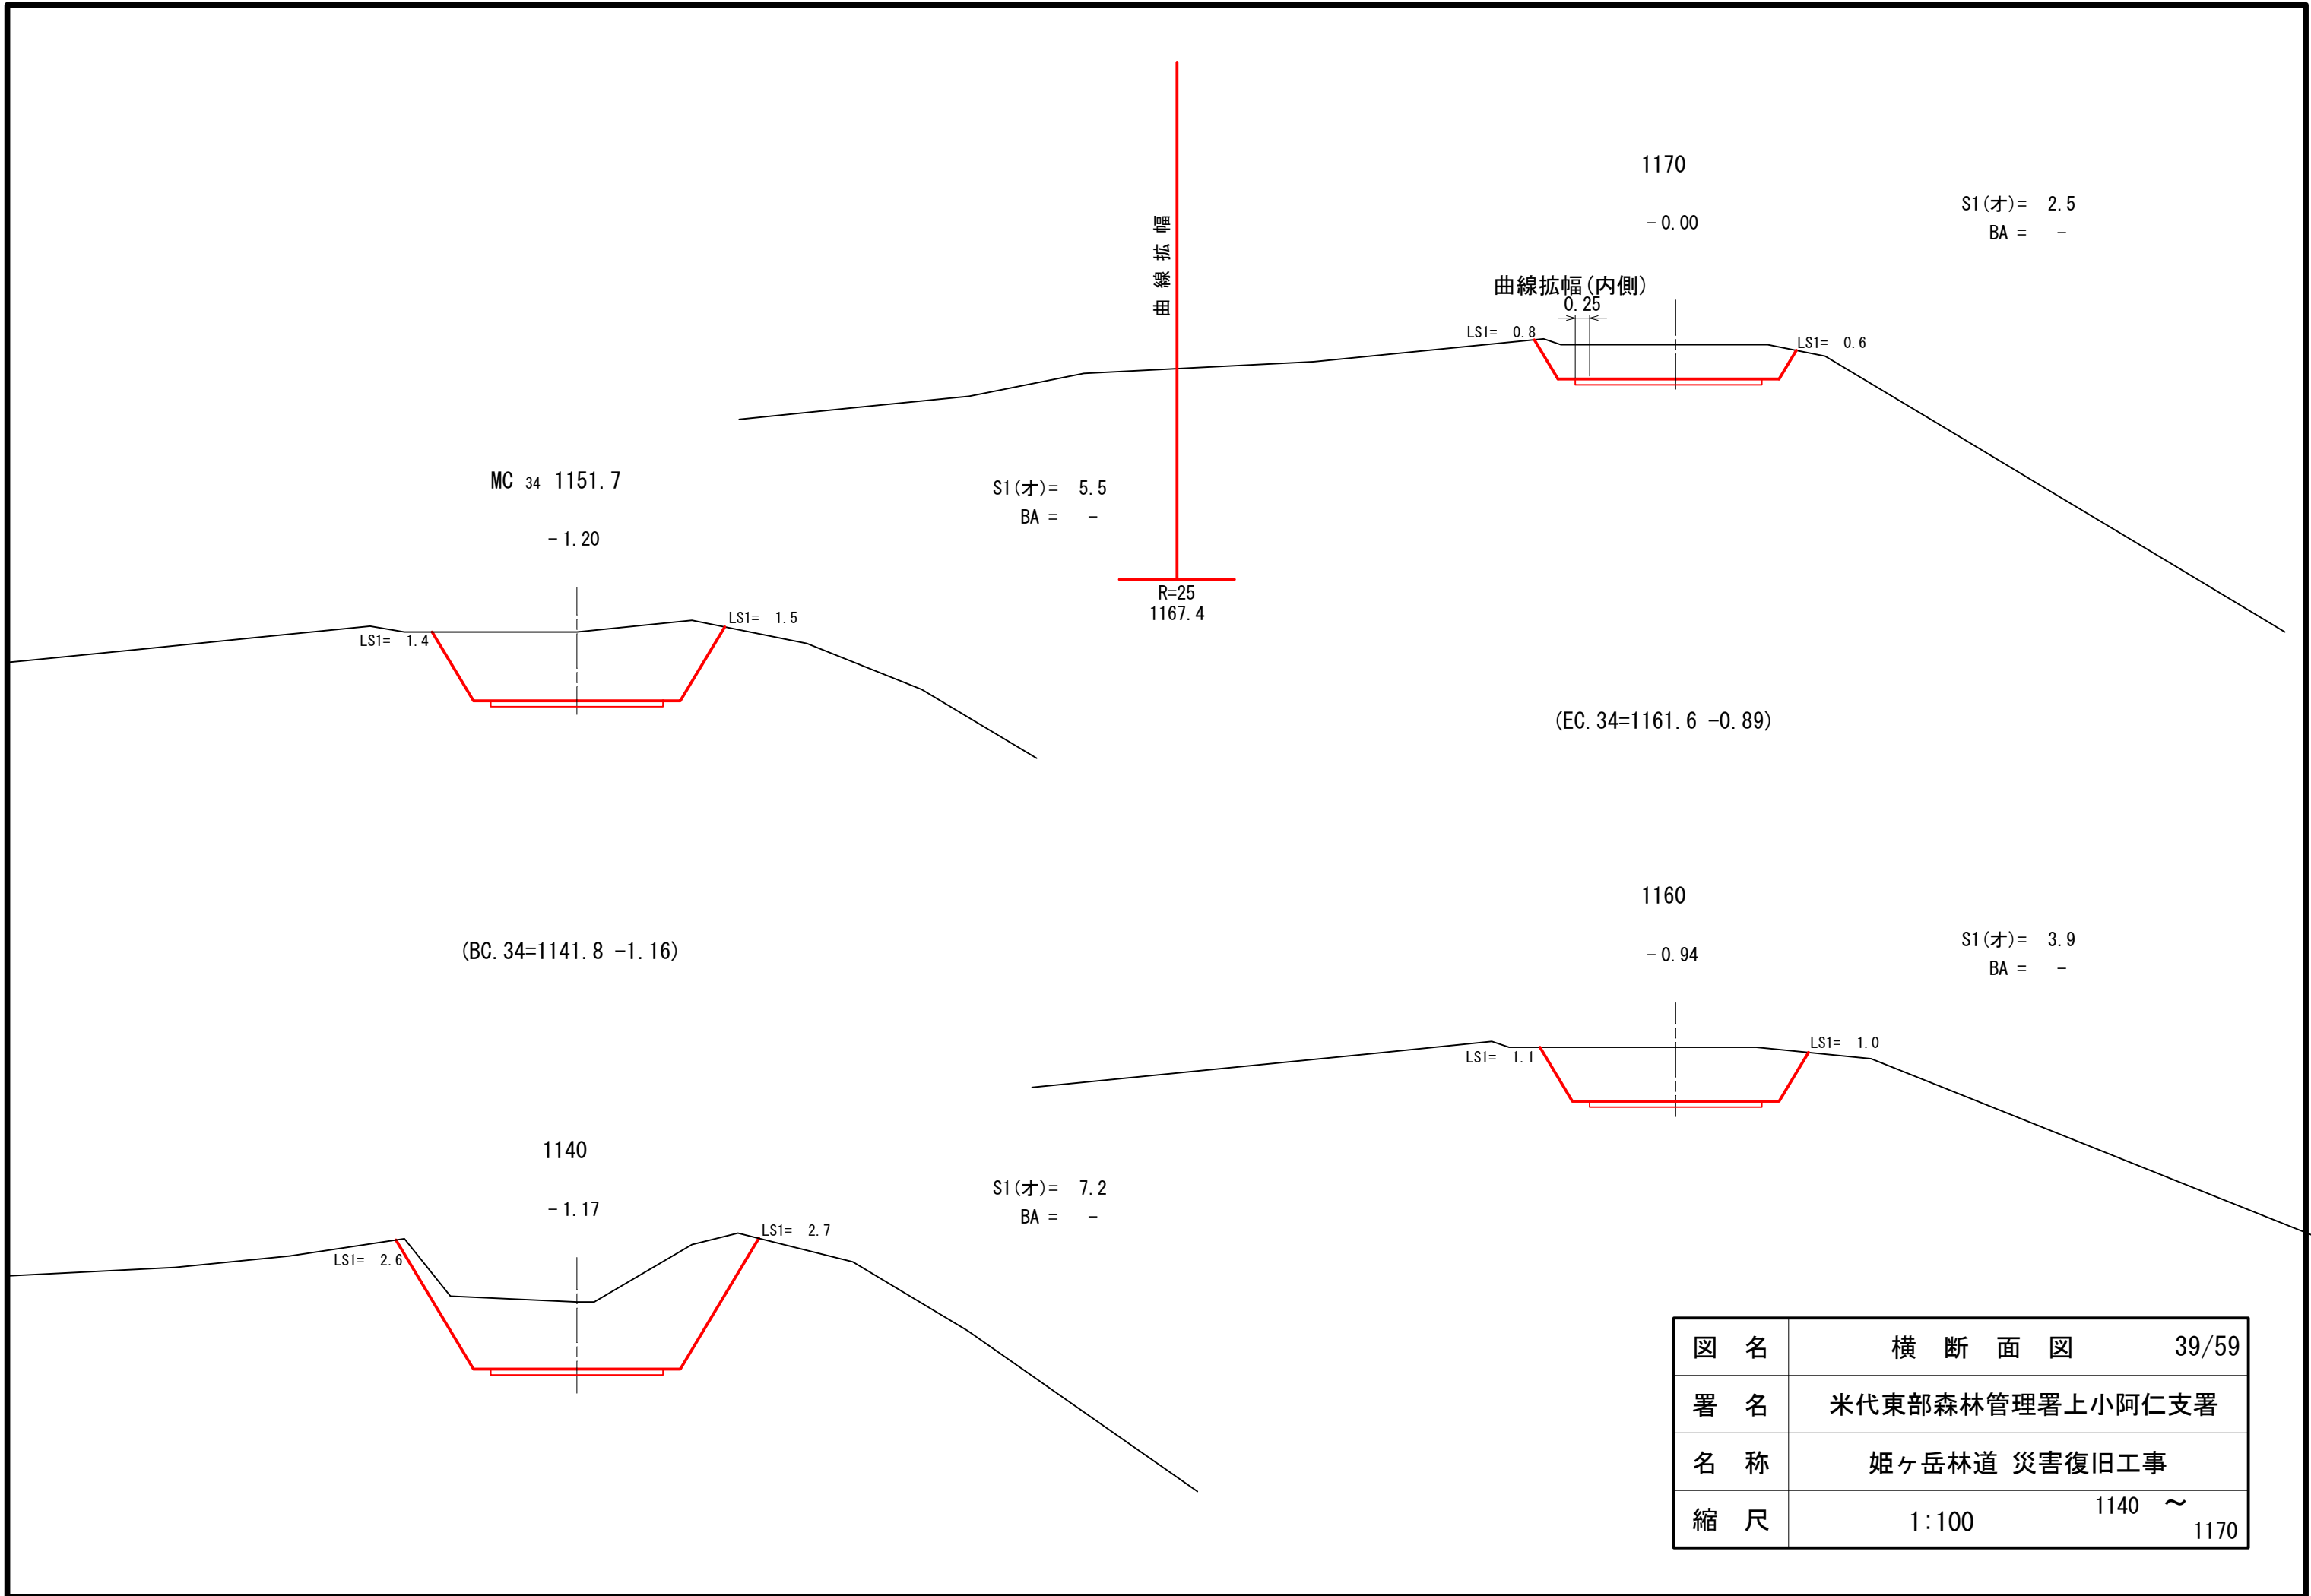 曲線拡幅
R=25
1167.4
1170
-0.00
S1(オ)= 2.5
BA = -
曲線拡幅(内側)
0.25
LS1= 0.8
LS1= 0.6
MC 34 1151.7
-1.20
S1(オ)= 5.5
BA = -
LS1= 1.4
LS1= 1.5
(EC.34=1161.6 -0.89)
(BC.34=1141.8 -1.16)
1160
-0.94
S1(オ)= 3.9
BA = -
LS1= 1.1
LS1= 1.0
1140
-1.17
S1(オ)= 7.2
BA = -
LS1= 2.6
LS1= 2.7
図名 横断面図 39/59
署名 米代東部森林管理署上小阿仁支署
名称 姫ヶ岳林道 災害復旧工事
縮尺 1:100 1140 ～ 1170